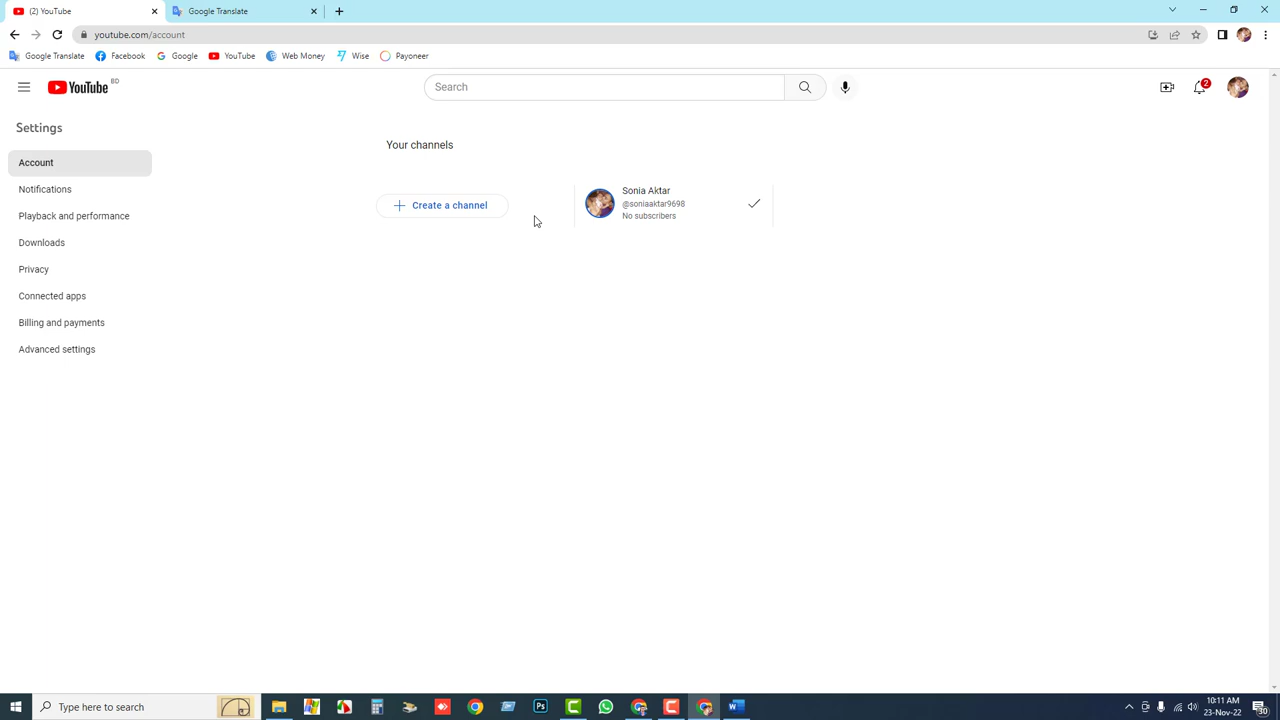 (2) YouTube
Google Translate
youtube.com/account
Google Translate
Facebook
Google
YouTube
Web Money
Wise
Payoneer
YouTube BD
Search
2
Settings
Account
Notifications
Playback and performance
Downloads
Privacy
Connected apps
Billing and payments
Advanced settings
Your channels
Create a channel
Sonia Aktar
@soniaaktar9698
No subscribers
Type here to search
Ps
10:11 AM
23-Nov-22
30